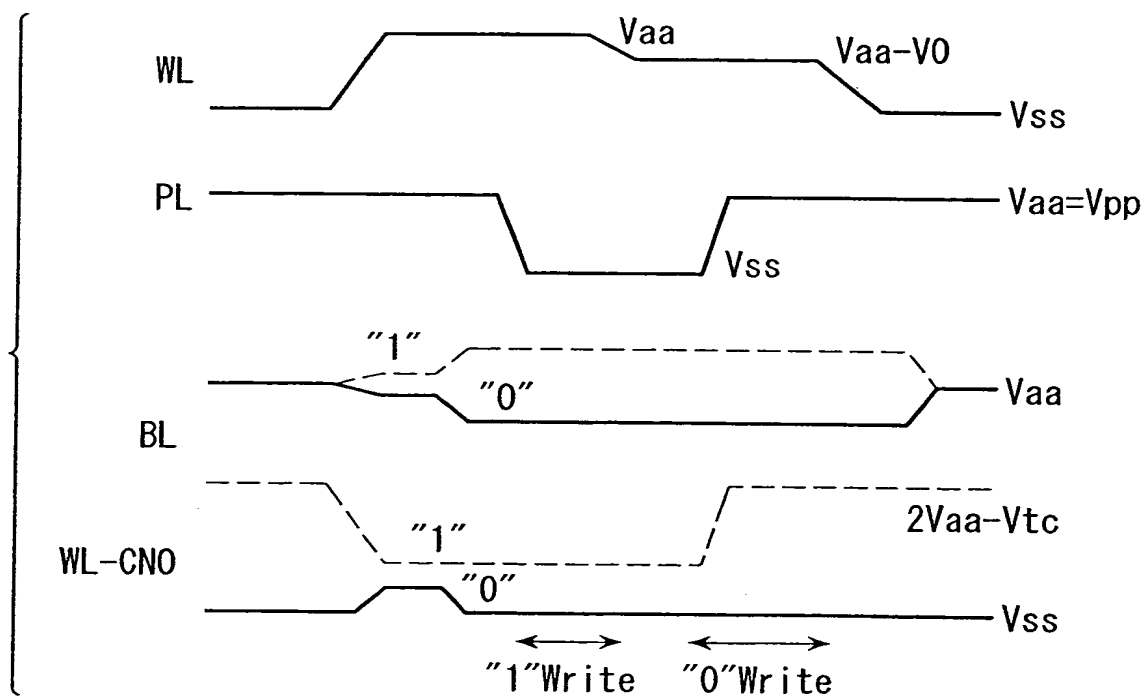 WL
Vaa
Vaa-V0
Vss
PL
Vaa=Vpp
Vss
BL
"1"
"0"
Vaa
WL-CNO
"1"
"0"
2Vaa-Vtc
Vss
"1"Write
"0"Write